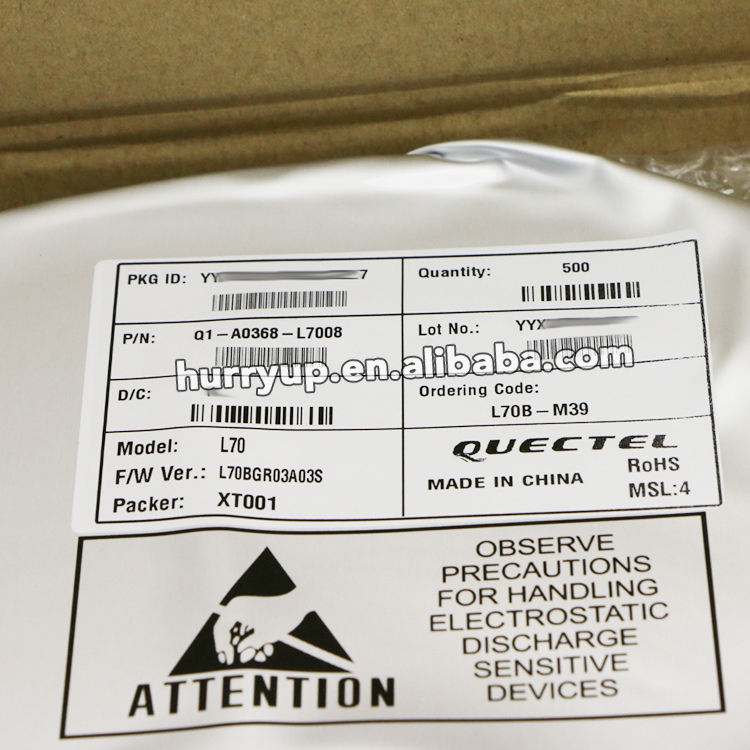 PKG ID: YY 7
Quantity: 500
P/N: Q1-A0368-L7008
Lot No.: YYX
hurryup.en.alibaba.com
D/C:
Ordering Code:
L70B-M39
Model: L70
QUECTEL
F/W Ver.: L70BGR03A03S
RoHS
MADE IN CHINA
MSL:4
Packer: XT001
ATTENTION
OBSERVE
PRECAUTIONS
FOR HANDLING
ELECTROSTATIC
DISCHARGE
SENSITIVE
DEVICES